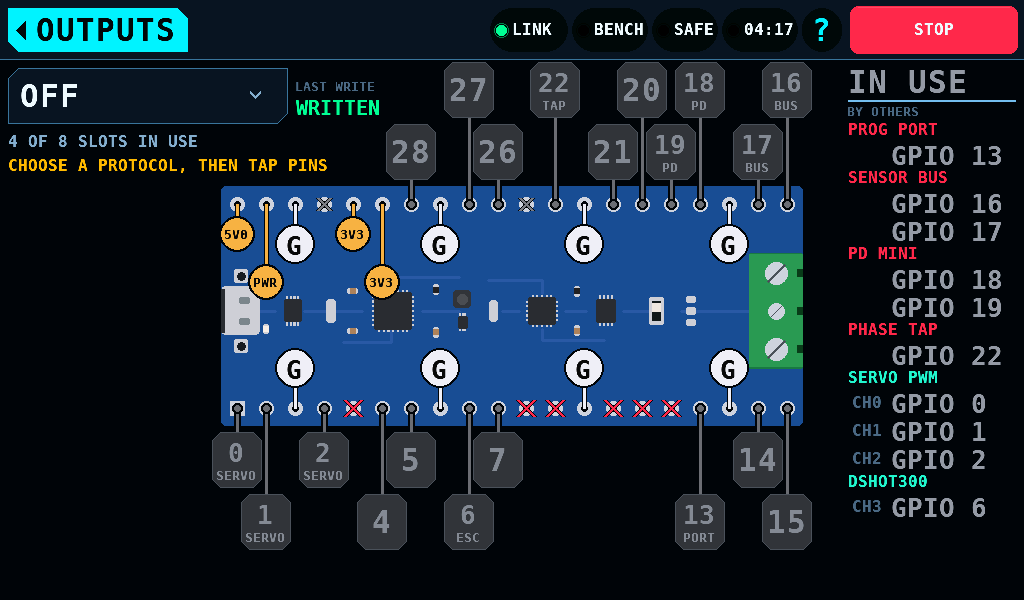 OUTPUTS
LINK
BENCH
SAFE
04:17
?
STOP
OFF
LAST WRITE
WRITTEN
4 OF 8 SLOTS IN USE
CHOOSE A PROTOCOL, THEN TAP PINS
27
22
TAP
20
18
PD
16
BUS
28
26
21
19
PD
17
BUS
5V0
G
3V3
G
G
G
PWR
3V3
G
G
G
G
0
SERVO
2
SERVO
5
7
14
1
SERVO
4
6
ESC
13
PORT
15
IN USE
BY OTHERS
PROG PORT
GPIO 13
SENSOR BUS
GPIO 16
GPIO 17
PD MINI
GPIO 18
GPIO 19
PHASE TAP
GPIO 22
SERVO PWM
CH0 GPIO 0
CH1 GPIO 1
CH2 GPIO 2
DSHOT300
CH3 GPIO 6